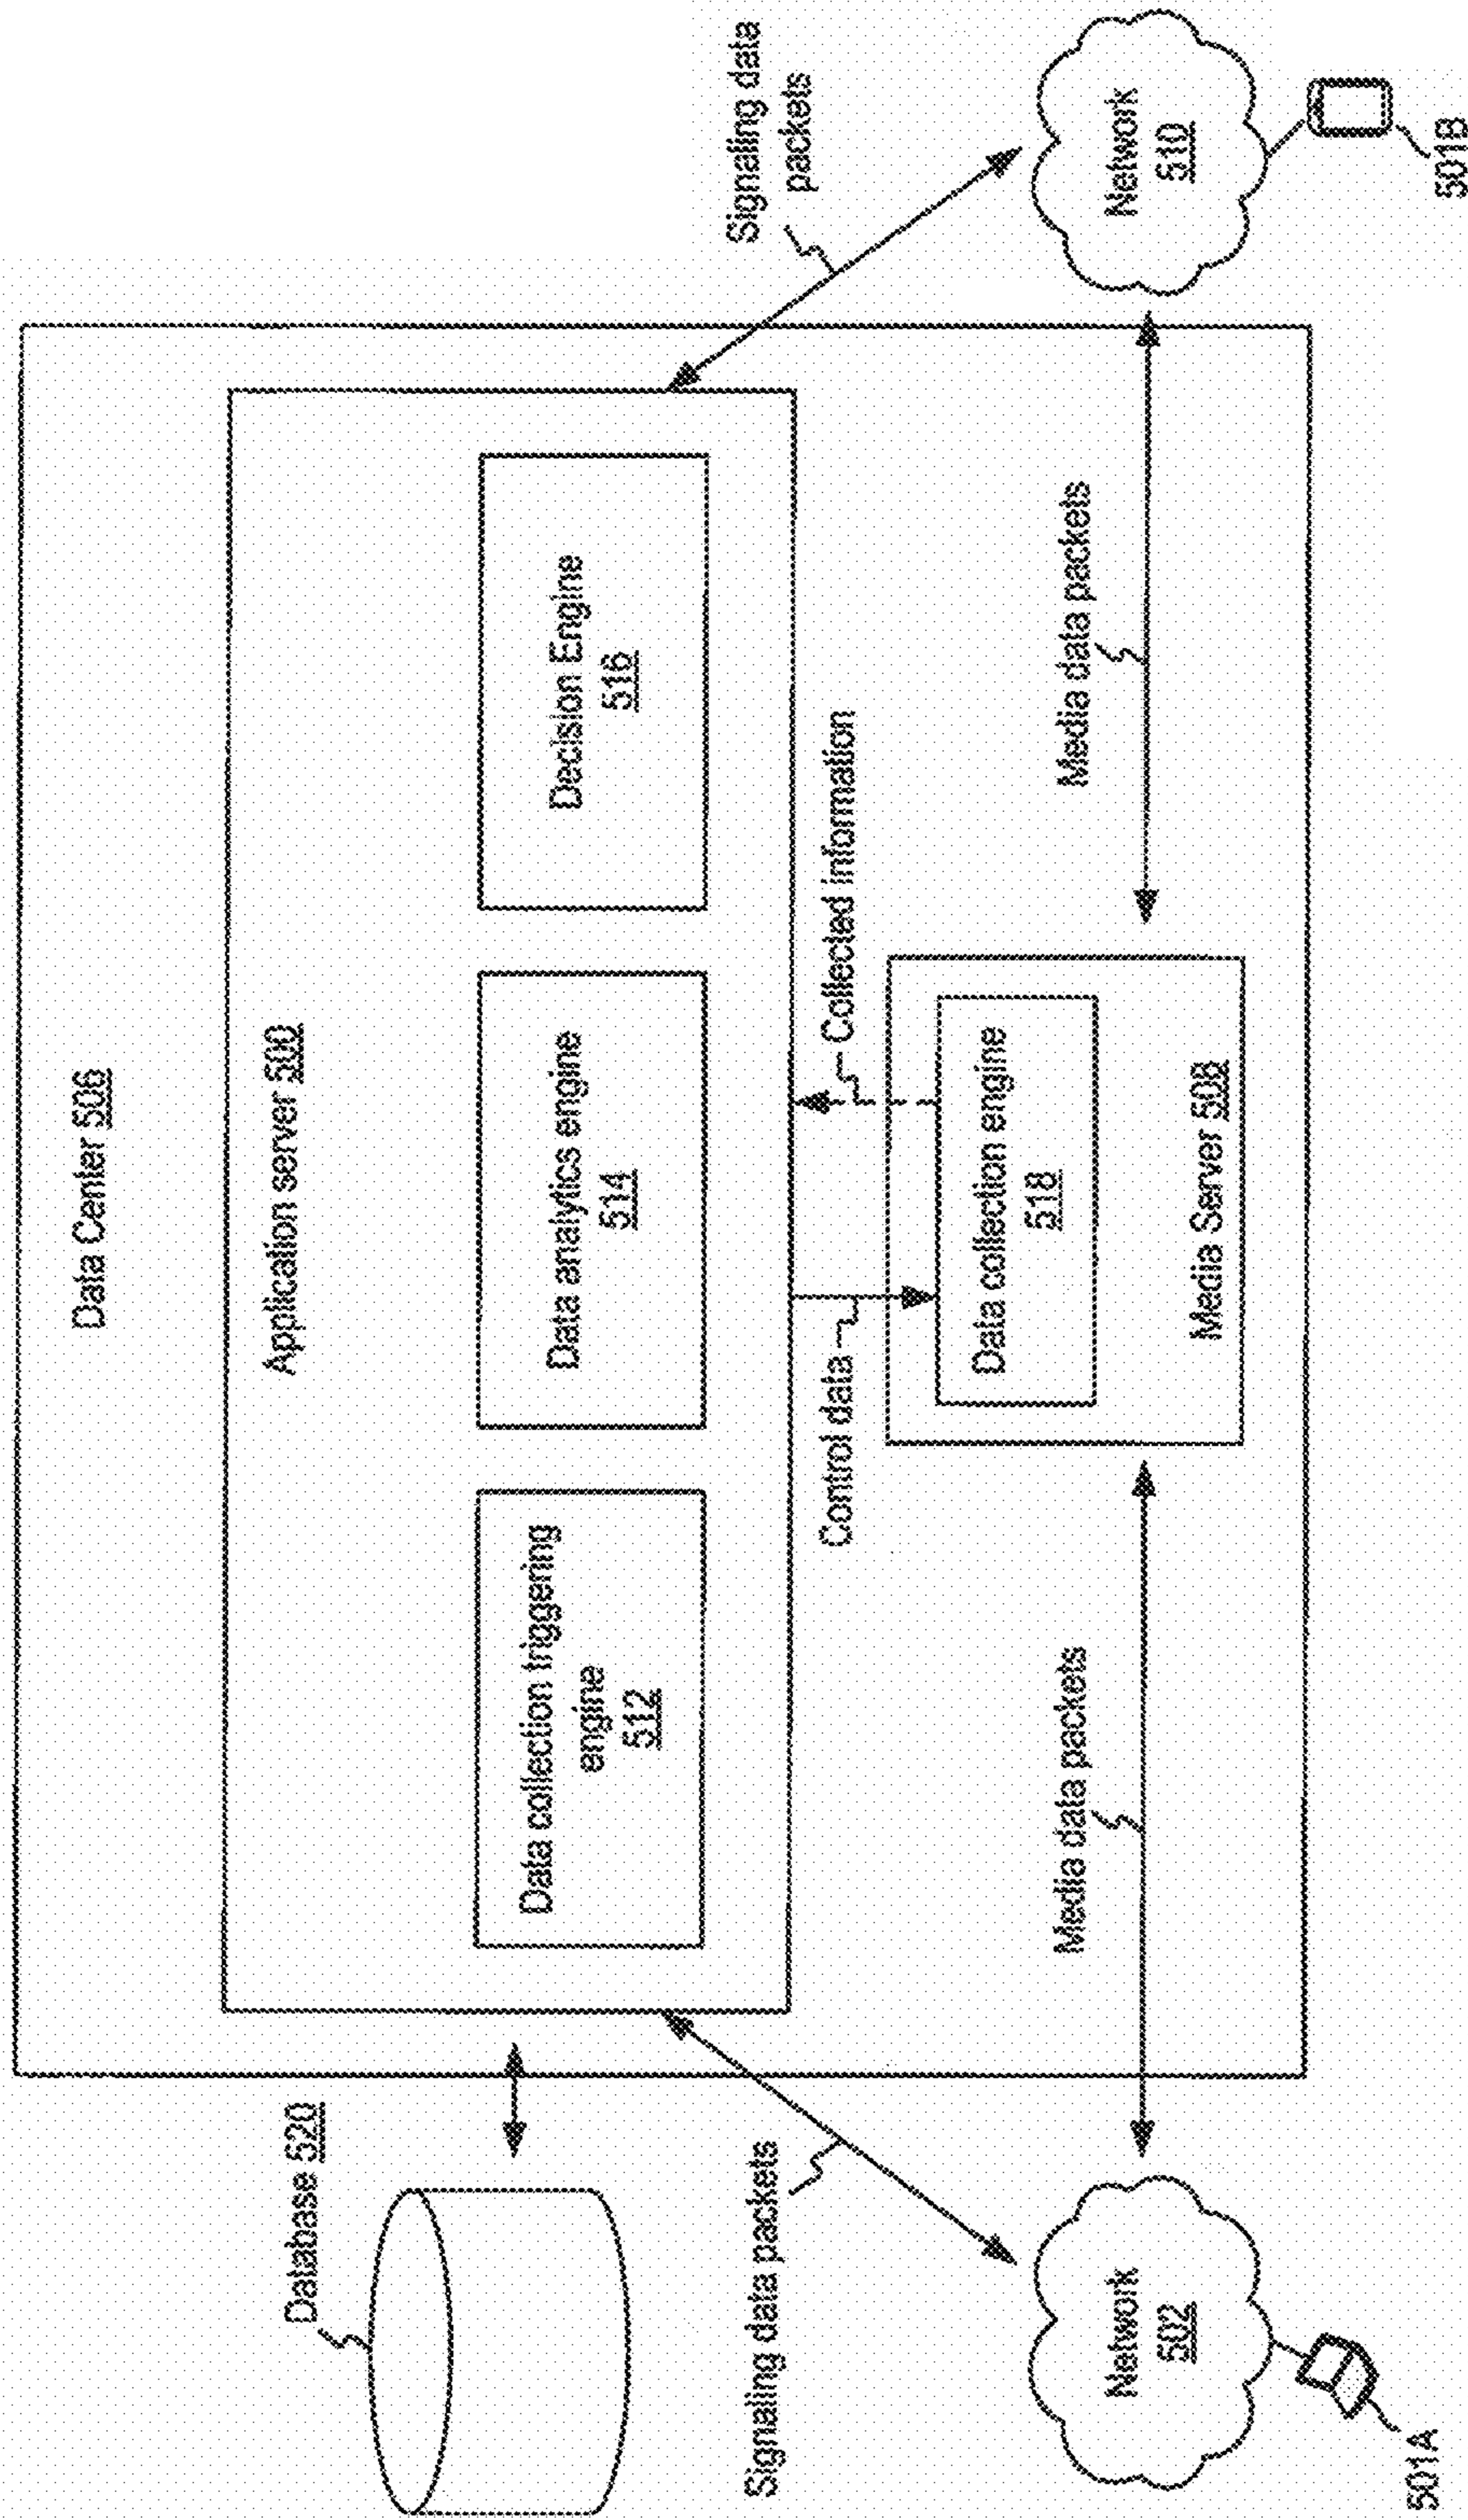 Data Center 506
Application server 500
Database 520
Data collection triggering
engine
512
Data analytics engine
514
Decision Engine
516
Signaling data packets
Signaling data
packets
Control data
Collected information
Data collection engine
518
Media Server 508
Media data packets
Media data packets
Network
502
Network
510
501A
501B